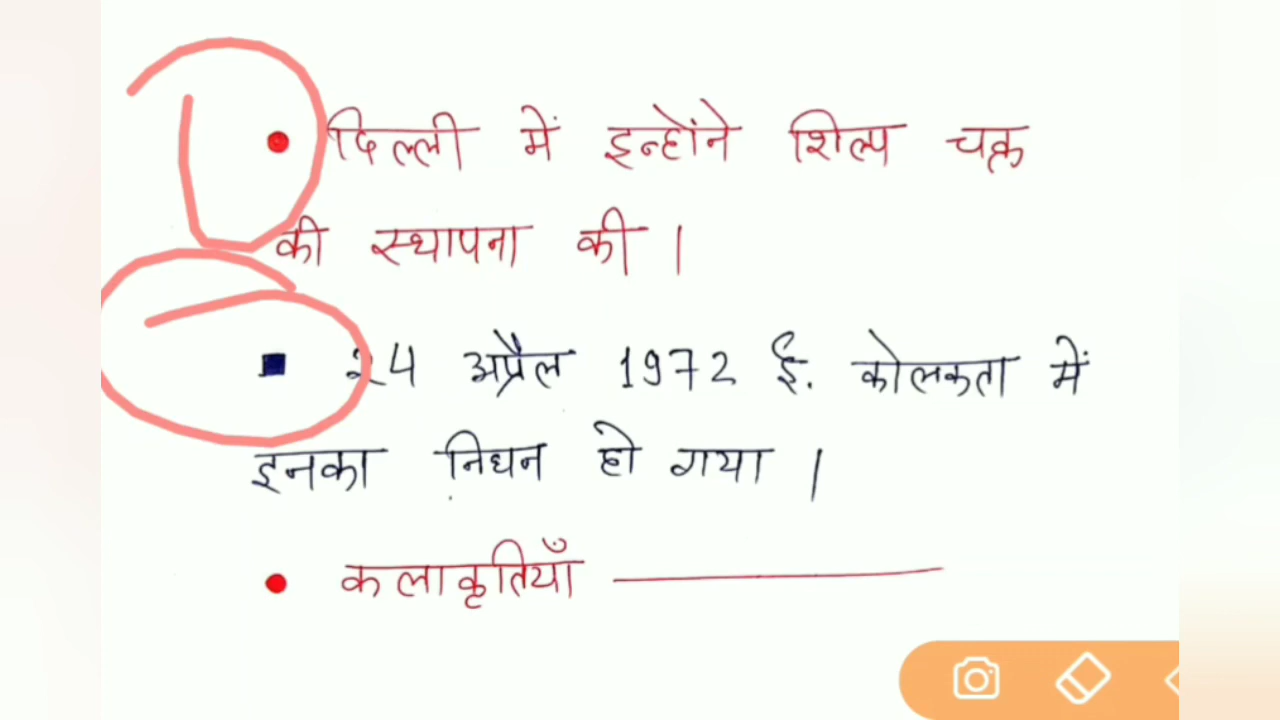 दिल्ली में इन्होंने शिल्प चक्र
की स्थापना की ।
24 अप्रैल 1972 ई. कोलकता में
इनका निधन हो गया ।
कलाकृतियाँ